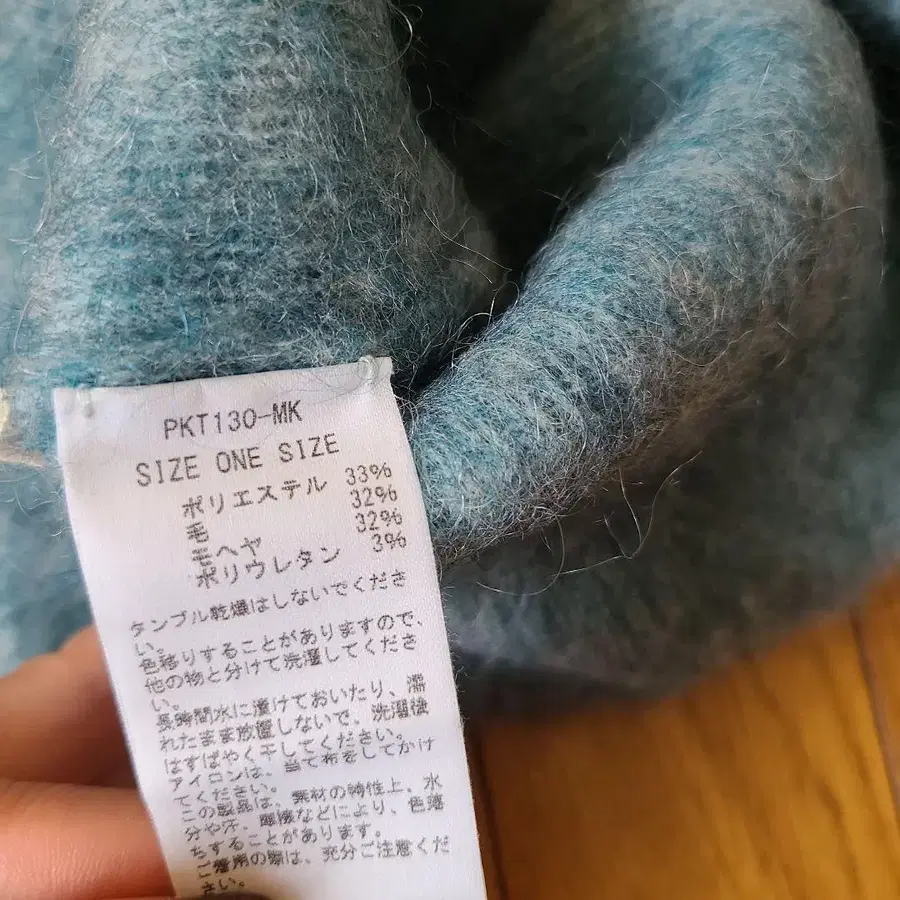 PKT130-MK
SIZE ONE SIZE
ポリエステル 33%
毛 32%
モヘヤ 32%
ポリウレタン 3%
タンブル乾燥はしないでくださ
い。
色移りすることがありますので、
他の物と分けて洗濯してくださ
い。
長時間水に漬けておいたり、濡
れたまま放置しないで、洗濯後
はすばやく干してください。
アイロンは、当て布をしてかけ
てください。
この製品は、素材の特性上、水
分や汗、摩擦などにより、色落
ちすることがあります。
ご着用の際は、充分ご注意くだ
さい。